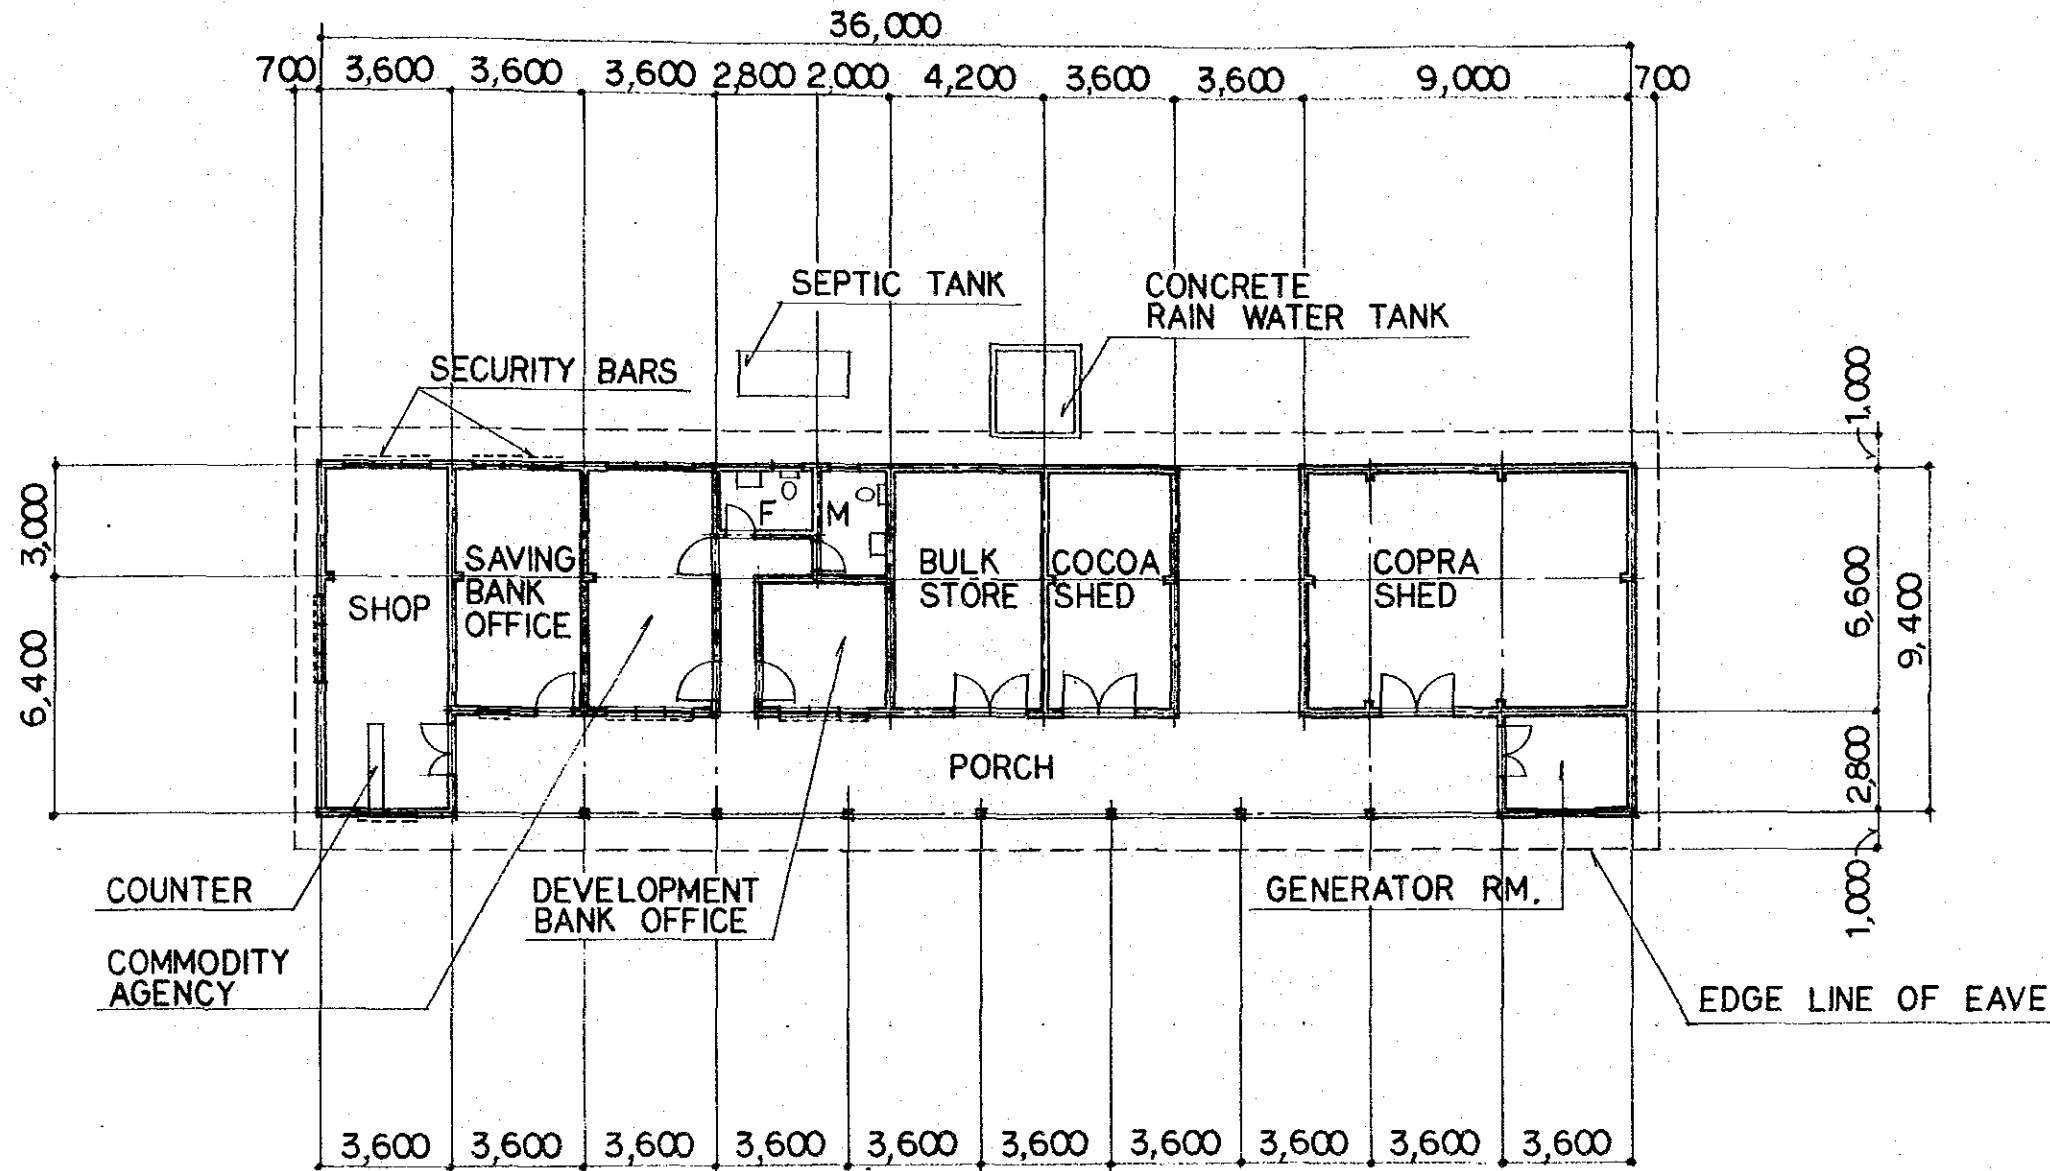 36,000
700 3,600 3,600 3,600 2,800 2,000 4,200 3,600 3,600 9,000 700
SEPTIC TANK
CONCRETE
RAIN WATER TANK
SECURITY BARS
1,000
3,000
6,400
F
M
SHOP
SAVING
BANK
OFFICE
BULK
STORE
COCOA
SHED
COPRA
SHED
6,600
9,400
2,800
1,000
PORCH
COUNTER
DEVELOPMENT
BANK OFFICE
GENERATOR RM.
COMMODITY
AGENCY
EDGE LINE OF EAVE
3,600 3,600 3,600 3,600 3,600 3,600 3,600 3,600 3,600 3,600